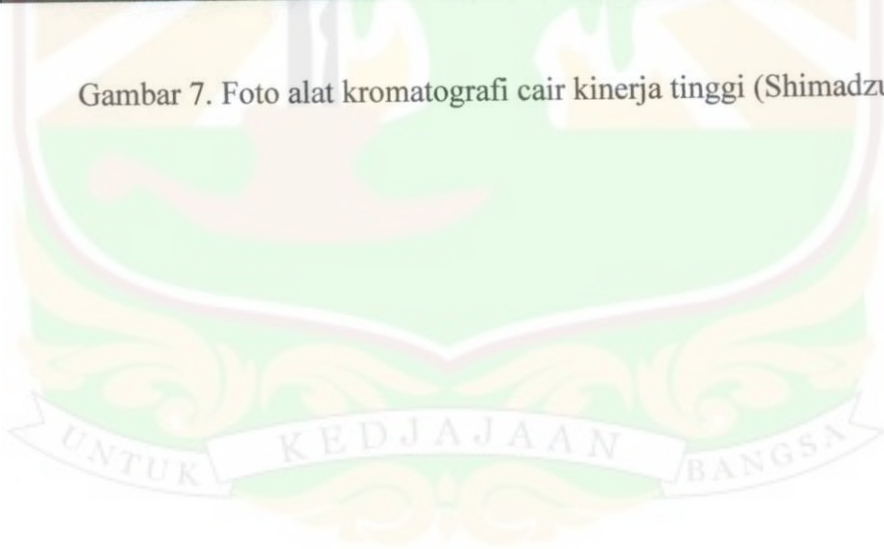 Gambar 7. Foto alat kromatografi cair kinerja tinggi (Shimadzu
UNTUK KEDJAJAAN BANGSA